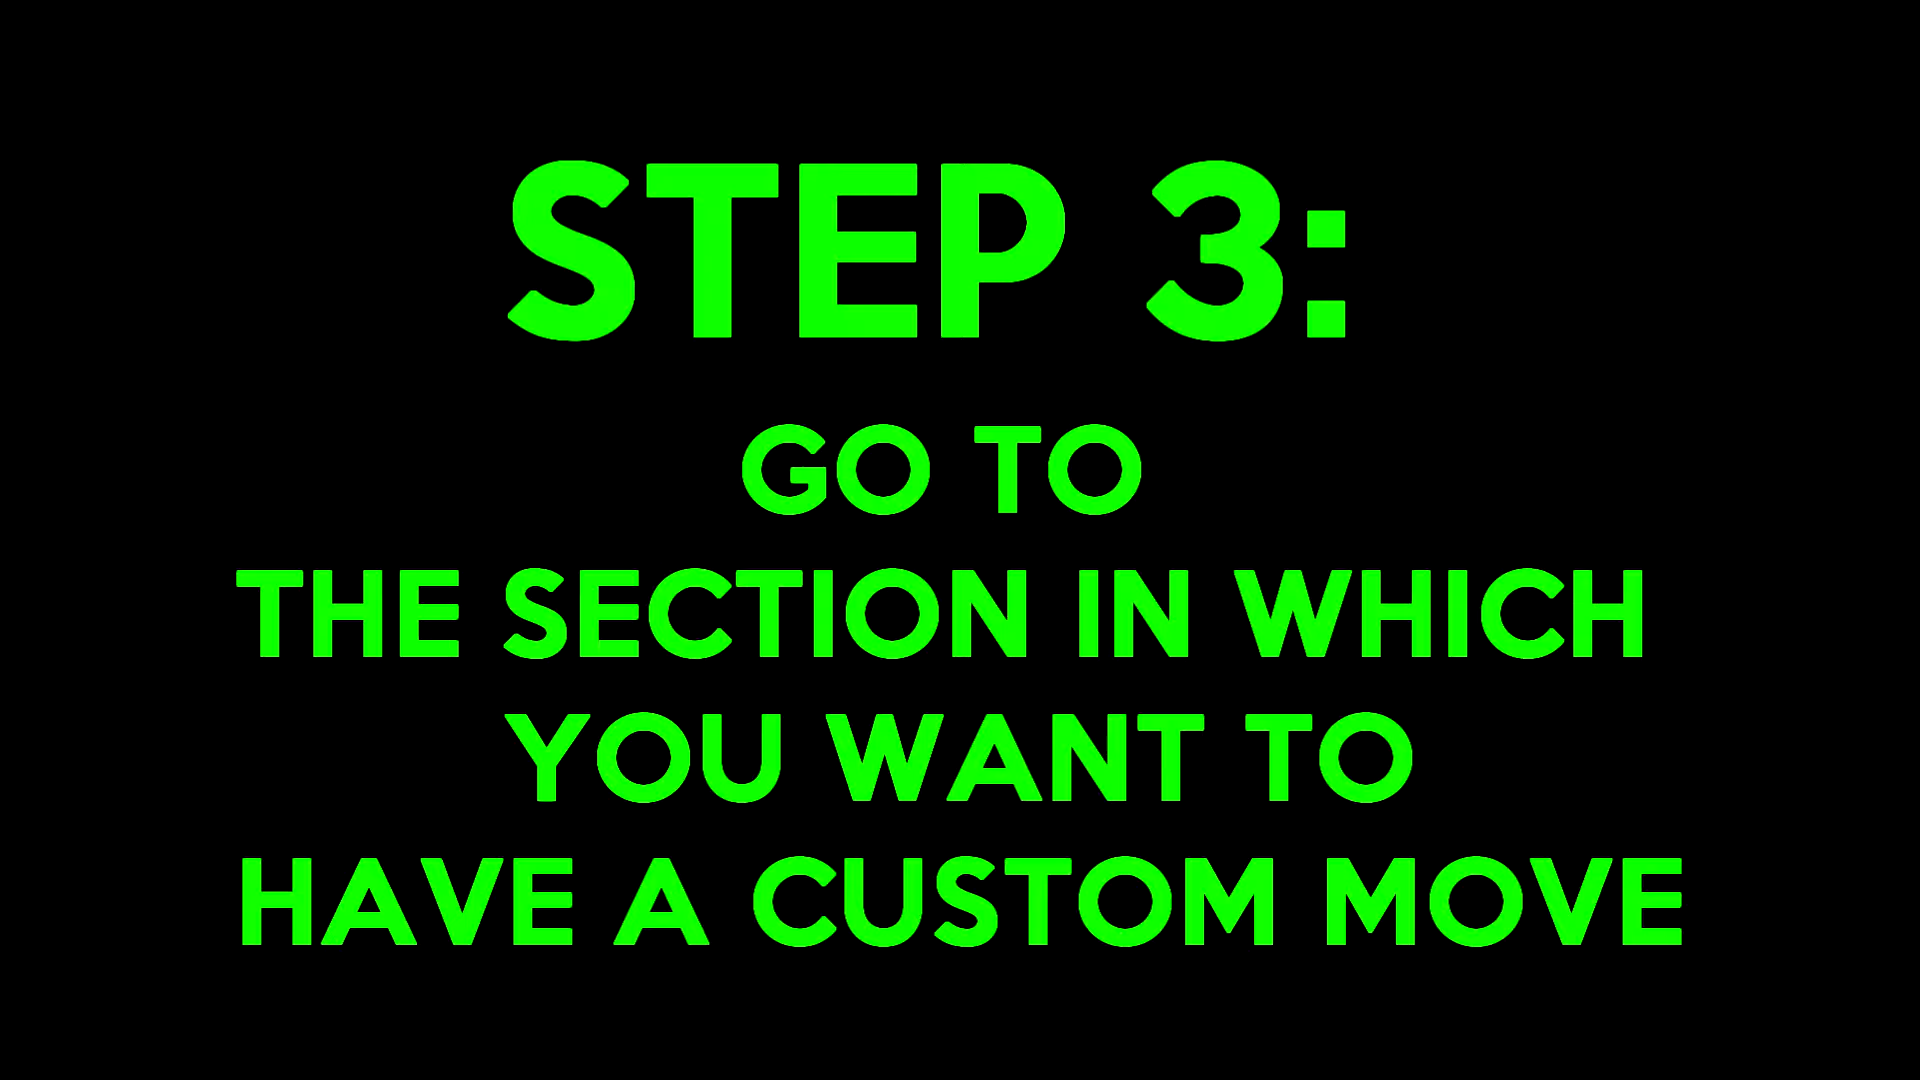 STEP 3:
GO TO
THE SECTION IN WHICH
YOU WANT TO
HAVE A CUSTOM MOVE